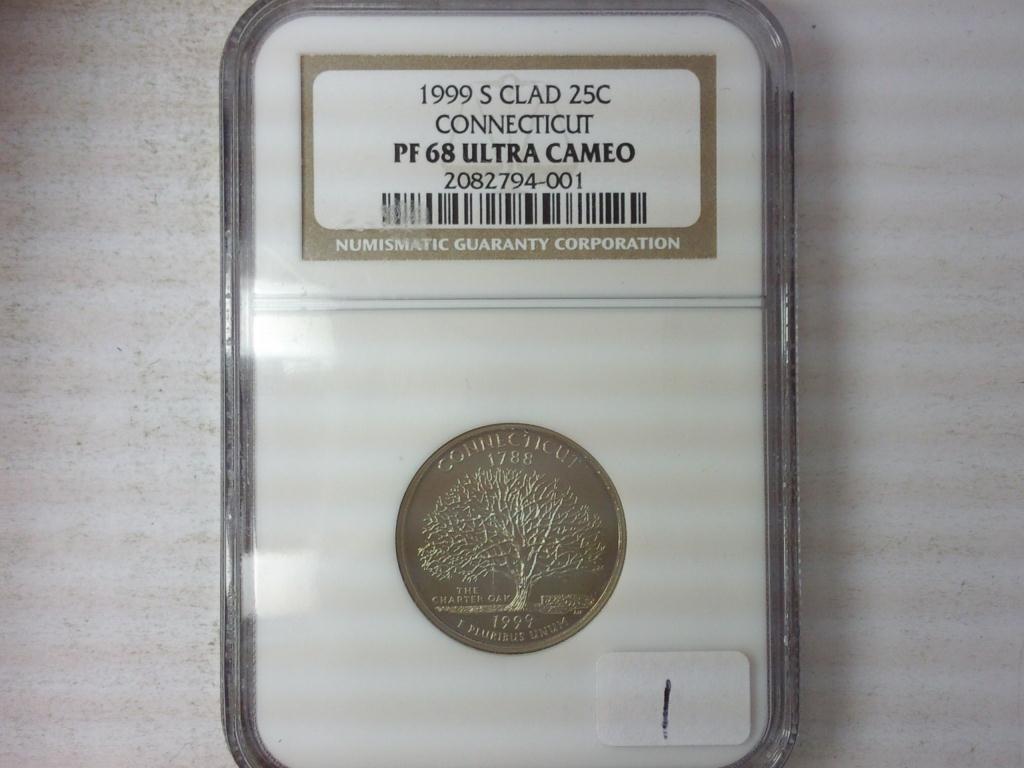 1999 S CLAD 25C
CONNECTICUT
PF 68 ULTRA CAMEO
2082794-001
NUMISMATIC GUARANTY CORPORATION
CONNECTICUT
1788
THE
CHARTER OAK
1999
E PLURIBUS UNUM
1